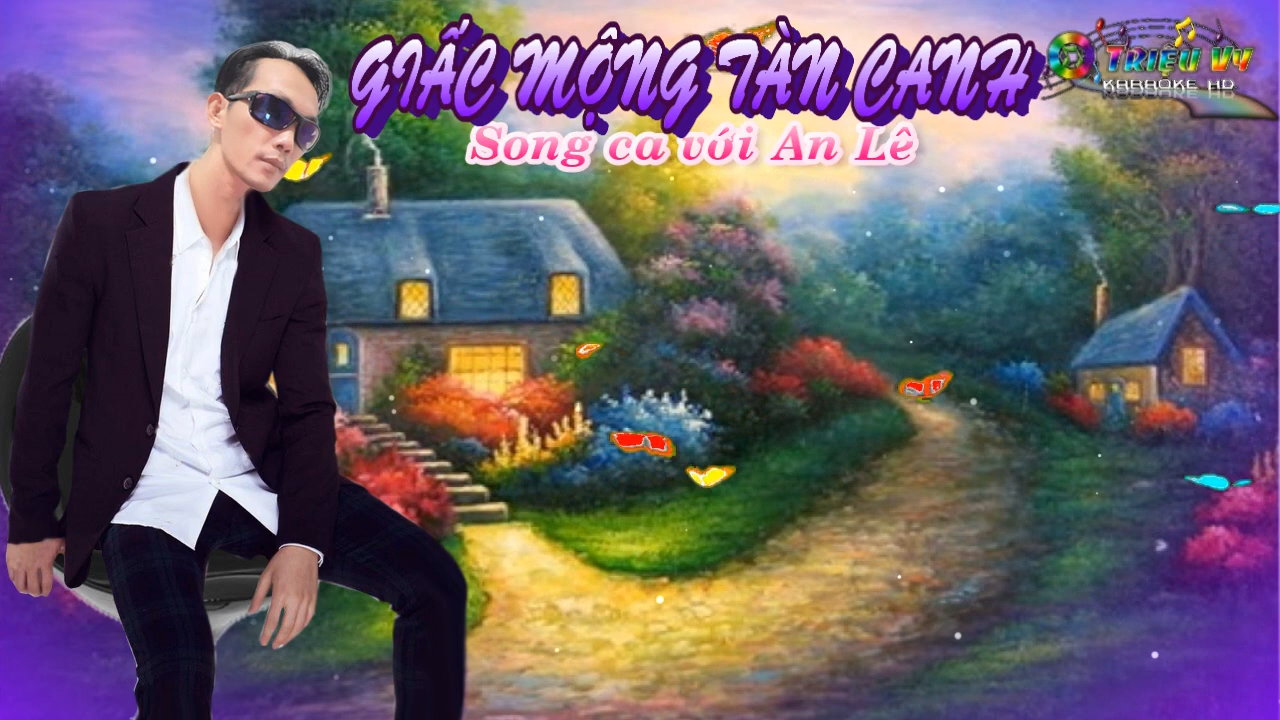 GIẤC MỘNG TÀN CANH
Song ca với An Lê
TRIỆU VY
KARAOKE HD